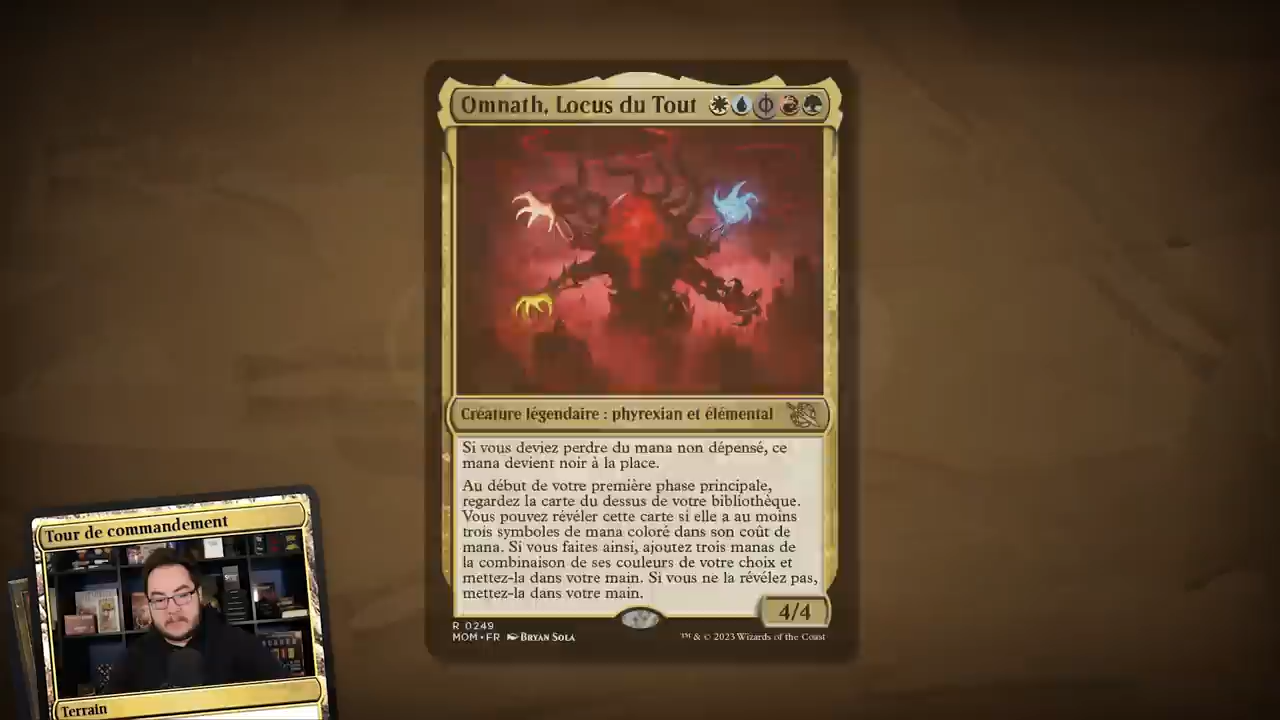 Omnath, Locus du Tout
Créature légendaire : phyrexian et élémental
Si vous deviez perdre du mana non dépensé, ce
mana devient noir à la place.
Au début de votre première phase principale,
regardez la carte du dessus de votre bibliothèque.
Vous pouvez révéler cette carte si elle a au moins
trois symboles de mana coloré dans son coût de
mana. Si vous faites ainsi, ajoutez trois manas de
la combinaison de ses couleurs de votre choix et
mettez-la dans votre main. Si vous ne la révélez pas,
mettez-la dans votre main.
4/4
R 0249
MOM • FR BRYAN SOLA
™ & © 2023 Wizards of the Coast
Tour de commandement
Terrain